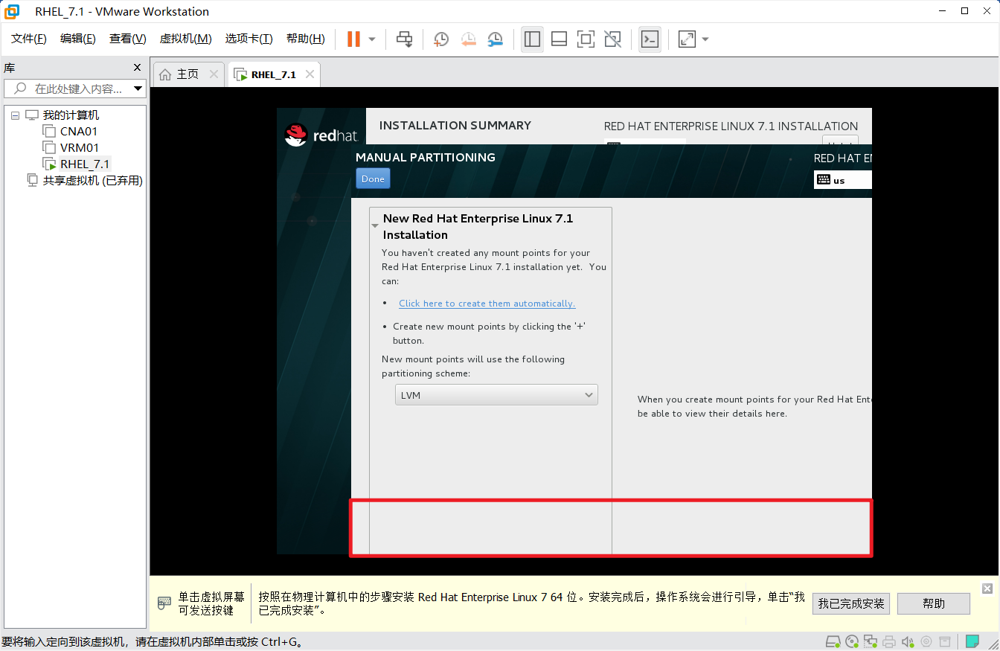 RHEL_7.1 - VMware Workstation
文件(F) 编辑(E) 查看(V) 虚拟机(M) 选项卡(T) 帮助(H)
库
在此处键入内容...
我的计算机
CNA01
VRM01
RHEL_7.1
共享虚拟机 (已弃用)
主页 RHEL_7.1
redhat
INSTALLATION SUMMARY
RED HAT ENTERPRISE LINUX 7.1 INSTALLATION
MANUAL PARTITIONING
RED HAT EN
Done
us
New Red Hat Enterprise Linux 7.1
Installation
You haven't created any mount points for your
Red Hat Enterprise Linux 7.1 installation yet. You
can:
• Click here to create them automatically.
• Create new mount points by clicking the '+'
button.
New mount points will use the following
partitioning scheme:
LVM
When you create mount points for your Red Hat Ente
be able to view their details here.
单击虚拟屏幕
可发送按键
按照在物理计算机中的步骤安装 Red Hat Enterprise Linux 7 64 位。安装完成后，操作系统会进行引导，单击“我
已完成安装”。
我已完成安装
帮助
要将输入定向到该虚拟机，请在虚拟机内部单击或按 Ctrl+G。